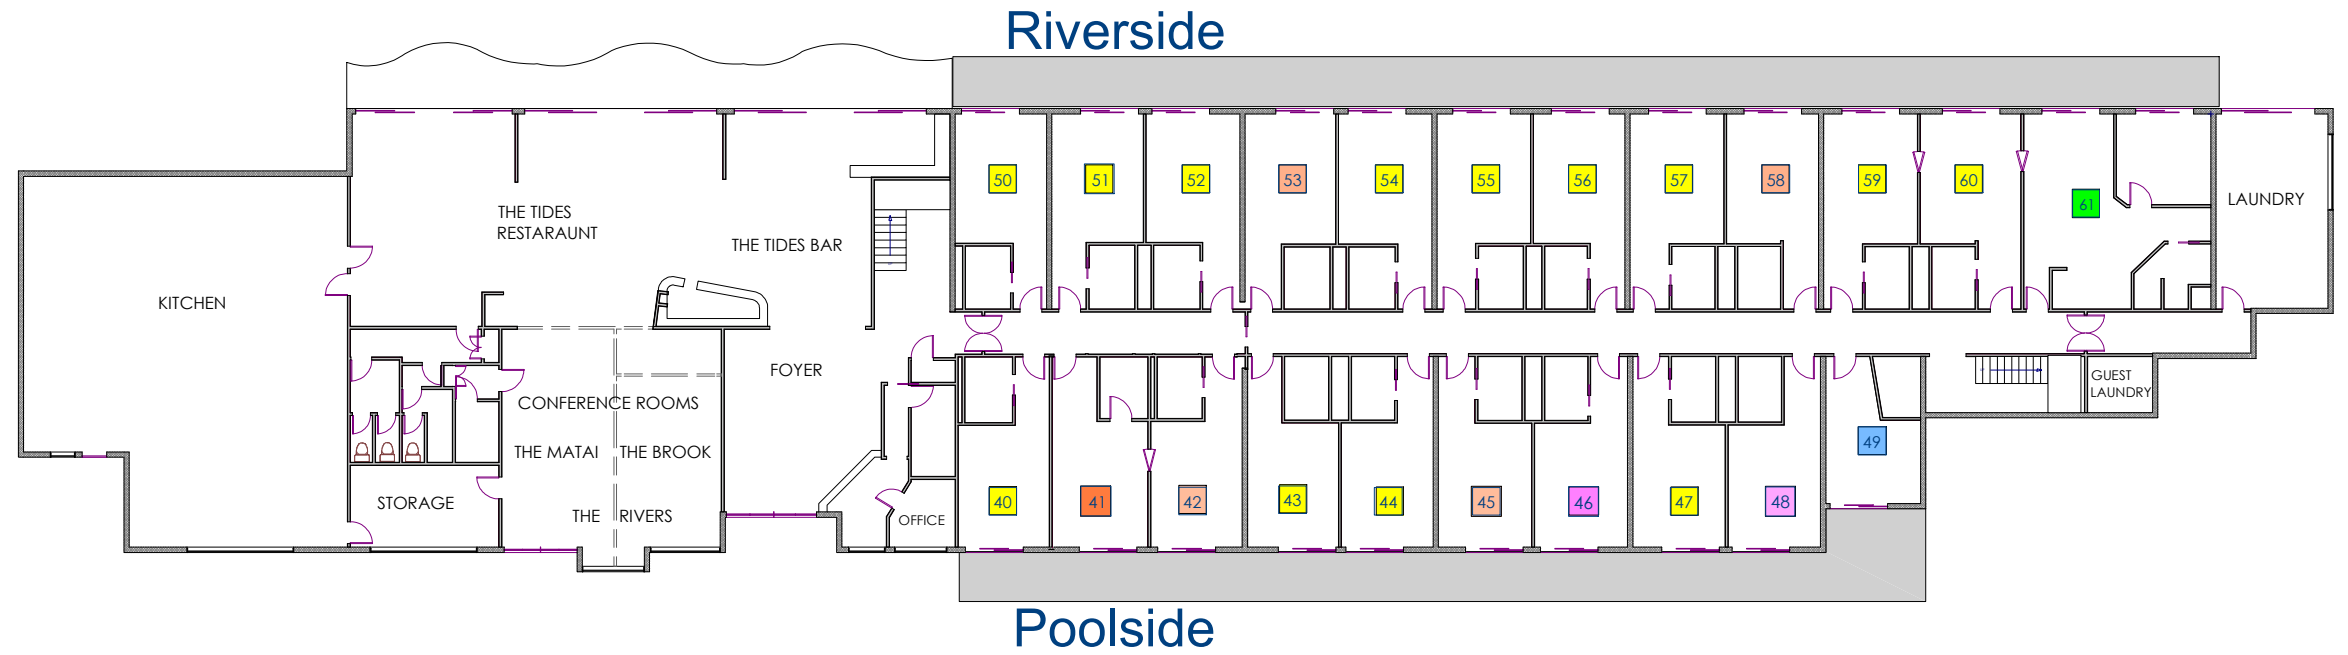 Riverside
50
51
52
53
54
55
56
57
58
59
60
61
LAUNDRY
THE TIDES
RESTARAUNT
THE TIDES BAR
KITCHEN
FOYER
CONFERENCE ROOMS
THE MATAI
THE BROOK
THE RIVERS
STORAGE
OFFICE
GUEST
LAUNDRY
40
41
42
43
44
45
46
47
48
49
Poolside